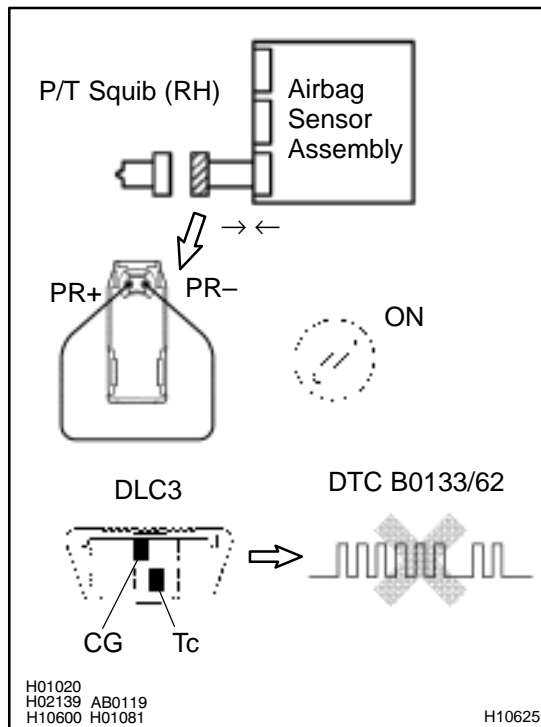 P/T Squib (RH)
Airbag
Sensor
Assembly
PR+
PR–
ON
DLC3
DTC B0133/62
CG
Tc
H01020
H02139 AB0119
H10600 H01081
H10625